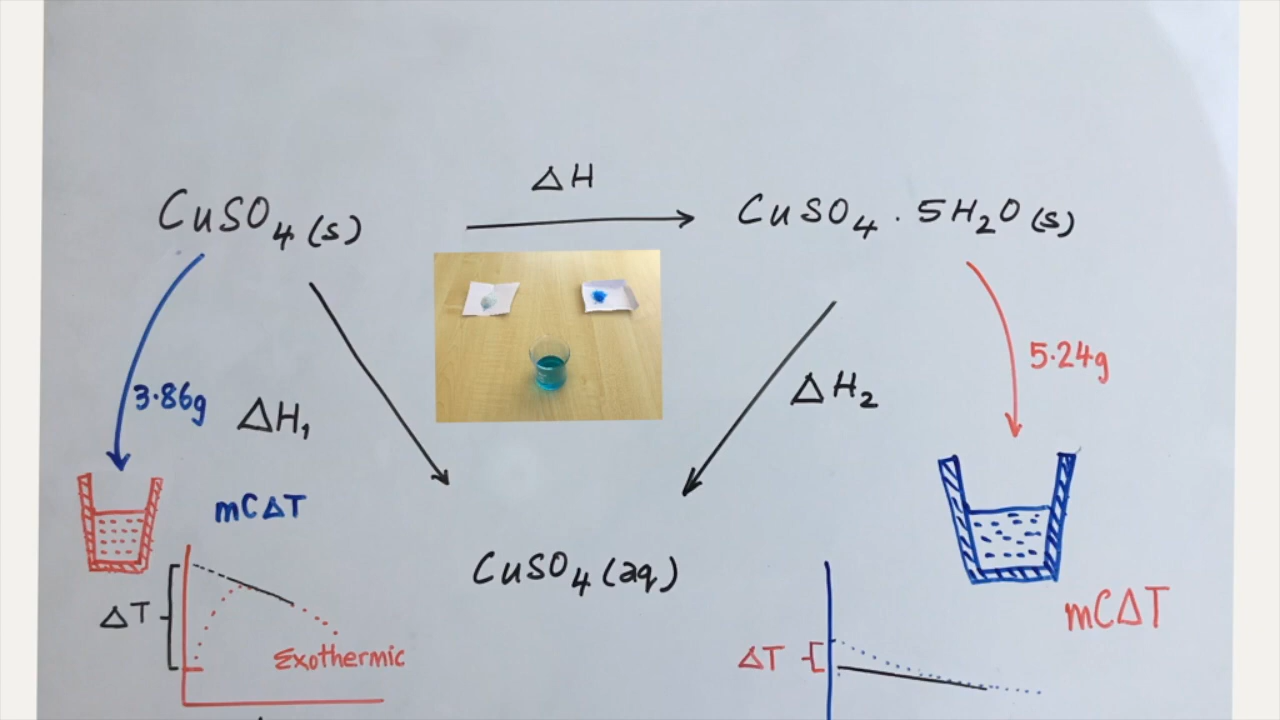 ΔH
CuSO₄(s)
CuSO₄.5H₂O(s)
5.24g
3.86g
ΔH₁
ΔH₂
mCΔT
CuSO₄(aq)
mCΔT
ΔT
Exothermic
ΔT